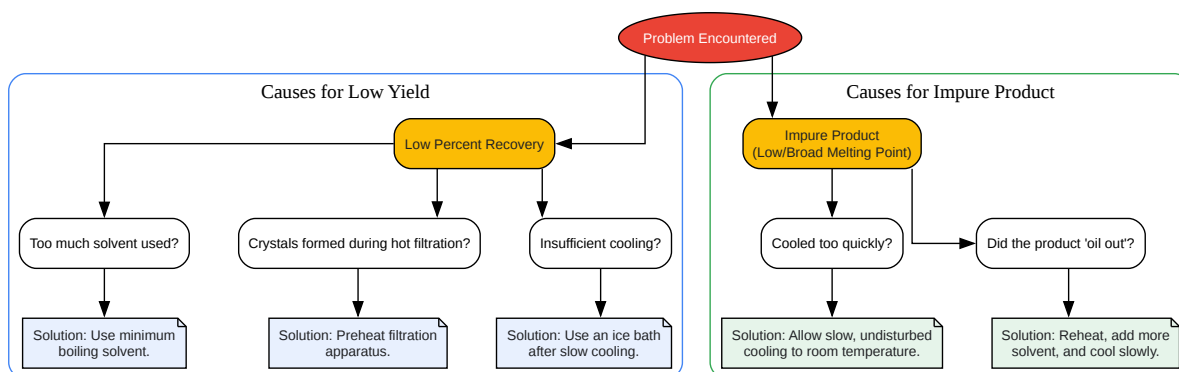 Problem Encountered
Causes for Low Yield
Causes for Impure Product
Low Percent Recovery
Impure Product
(Low/Broad Melting Point)
Too much solvent used?
Crystals formed during hot filtration?
Insufficient cooling?
Cooled too quickly?
Did the product 'oil out'?
Solution: Use minimum
boiling solvent.
Solution: Preheat filtration
apparatus.
Solution: Use an ice bath
after slow cooling.
Solution: Allow slow, undisturbed
cooling to room temperature.
Solution: Reheat, add more
solvent, and cool slowly.